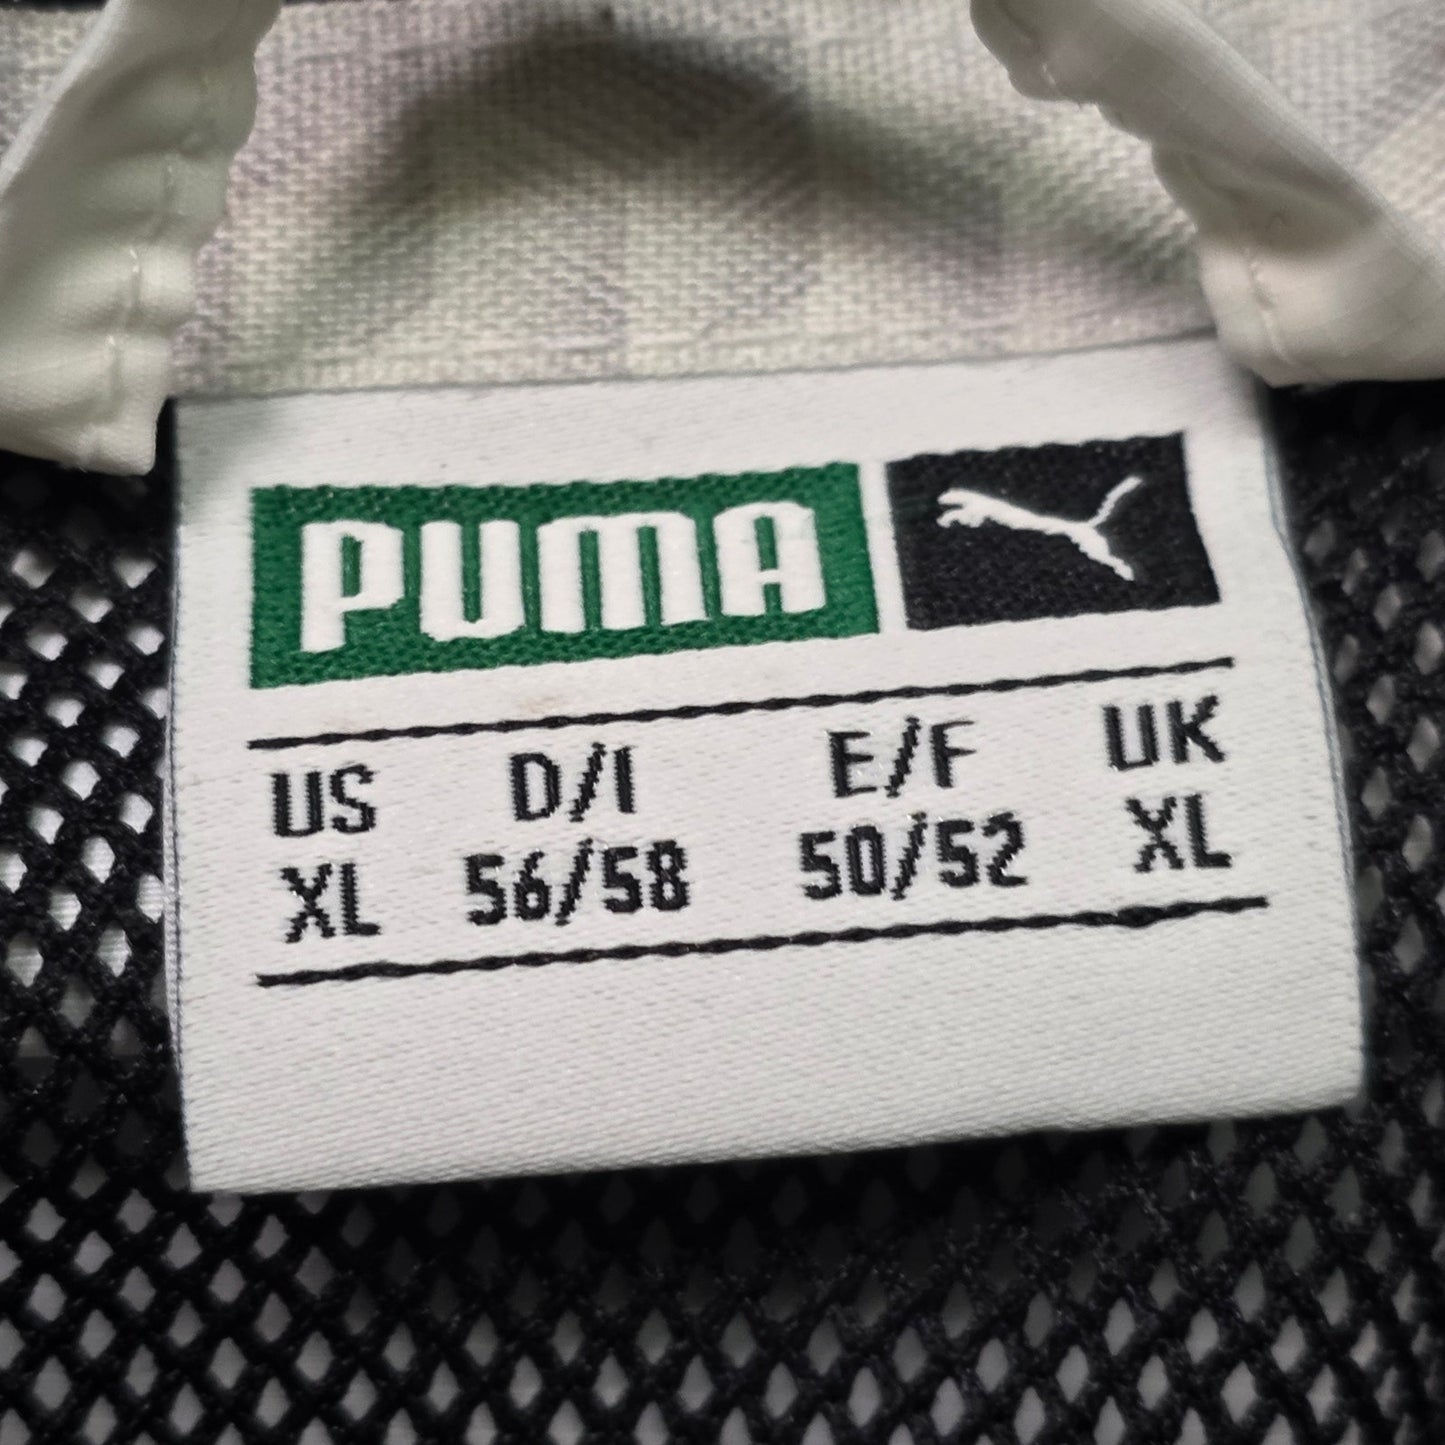 PUMA
US D/I E/F UK
XL 56/58 50/52 XL